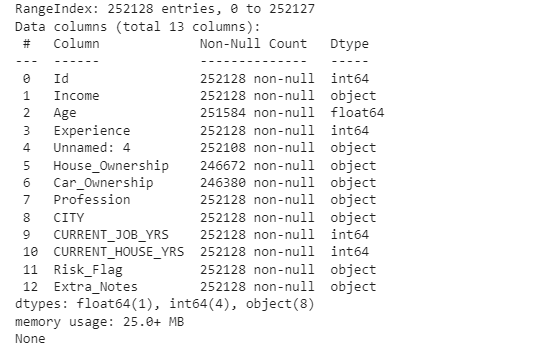 RangeIndex: 252128 entries, 0 to 252127
Data columns (total 13 columns):
 #   Column             Non-Null Count   Dtype
---  ------             --------------   -----
 0   Id                 252128 non-null  int64
 1   Income             252128 non-null  object
 2   Age                251584 non-null  float64
 3   Experience         252128 non-null  int64
 4   Unnamed: 4         252108 non-null  object
 5   House_Ownership    246672 non-null  object
 6   Car_Ownership      246380 non-null  object
 7   Profession         252128 non-null  object
 8   CITY               252128 non-null  object
 9   CURRENT_JOB_YRS    252128 non-null  int64
 10  CURRENT_HOUSE_YRS  252128 non-null  int64
 11  Risk_Flag          252128 non-null  object
 12  Extra_Notes        252128 non-null  object
dtypes: float64(1), int64(4), object(8)
memory usage: 25.0+ MB
None